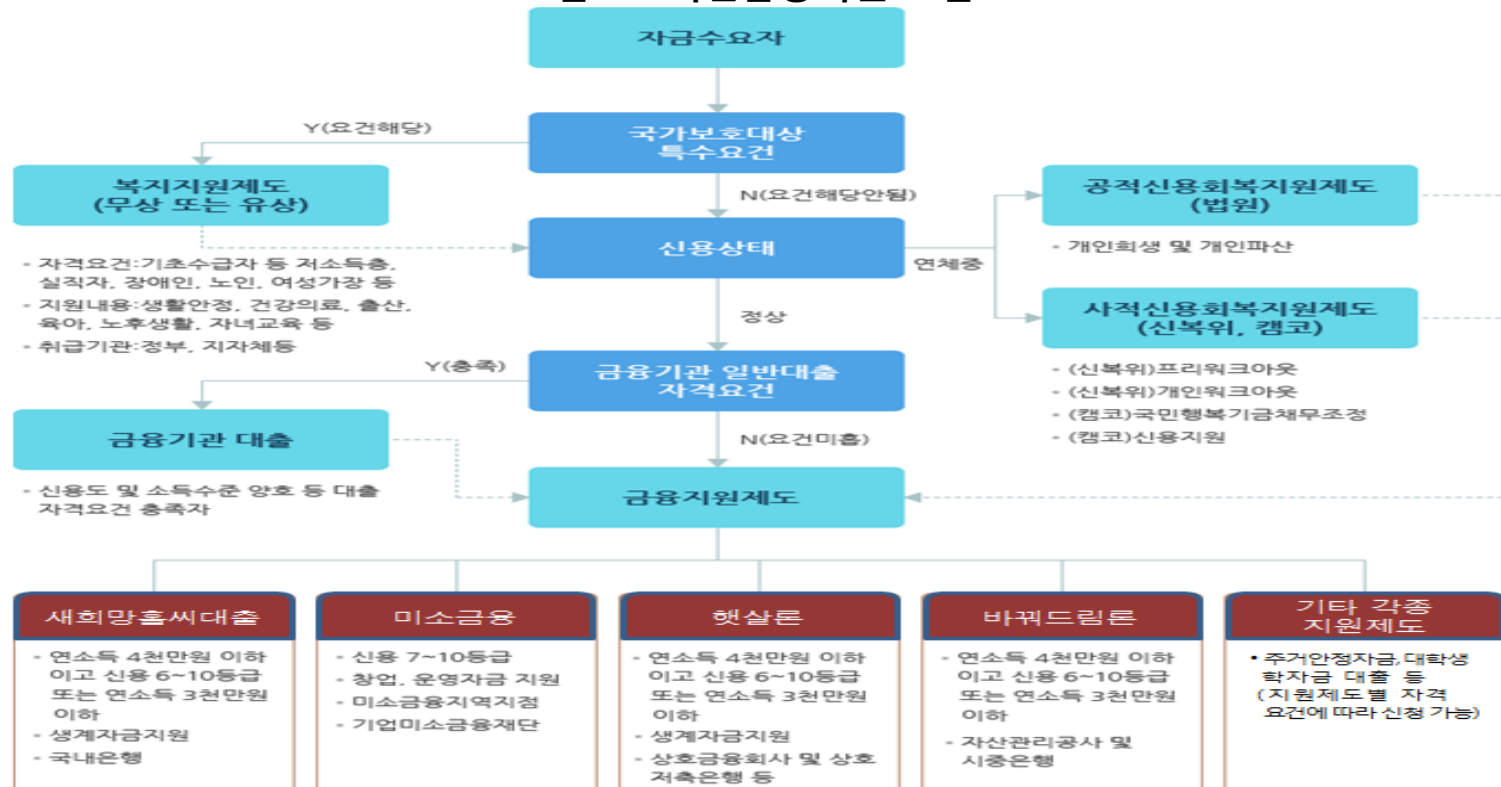 자금수요자
Y(요건해당)
국가보호대상
특수요건
복지지원제도
(무상 또는 유상)
N(요건해당안됨)
공적신용회복지원제도
(법원)
- 자격요건:기초수급자 등 저소득층,
실직자, 장애인, 노인, 여성가장 등
- 지원내용:생활안정, 건강의료, 출산,
육아, 노후생활, 자녀교육 등
- 취급기관:정부, 지자체등
신용상태
연체중
- 개인회생 및 개인파산
정상
사적신용회복지원제도
(신복위, 캠코)
- (신복위)프리워크아웃
- (신복위)개인워크아웃
- (캠코)국민행복기금채무조정
- (캠코)신용지원
Y(충족)
금융기관 일반대출
자격요건
금융기관 대출
N(요건미흡)
- 신용도 및 소득수준 양호 등 대출
자격요건 충족자
금융지원제도
새희망홀씨대출
- 연소득 4천만원 이하
이고 신용 6~10등급
또는 연소득 3천만원
이하
- 생계자금지원
- 국내은행
미소금융
- 신용 7~10등급
- 창업, 운영자금 지원
- 미소금융지역지점
- 기업미소금융재단
햇살론
- 연소득 4천만원 이하
이고 신용 6~10등급
또는 연소득 3천만원
이하
- 생계자금지원
- 상호금융회사 및 상호
저축은행 등
바꿔드림론
- 연소득 4천만원 이하
이고 신용 6~10등급
또는 연소득 3천만원
이하
- 자산관리공사 및
시중은행
기타 각종
지원제도
• 주거안정자금,대학생
학자금 대출 등
(지원제도별 자격
요건에 따라 신청 가능)